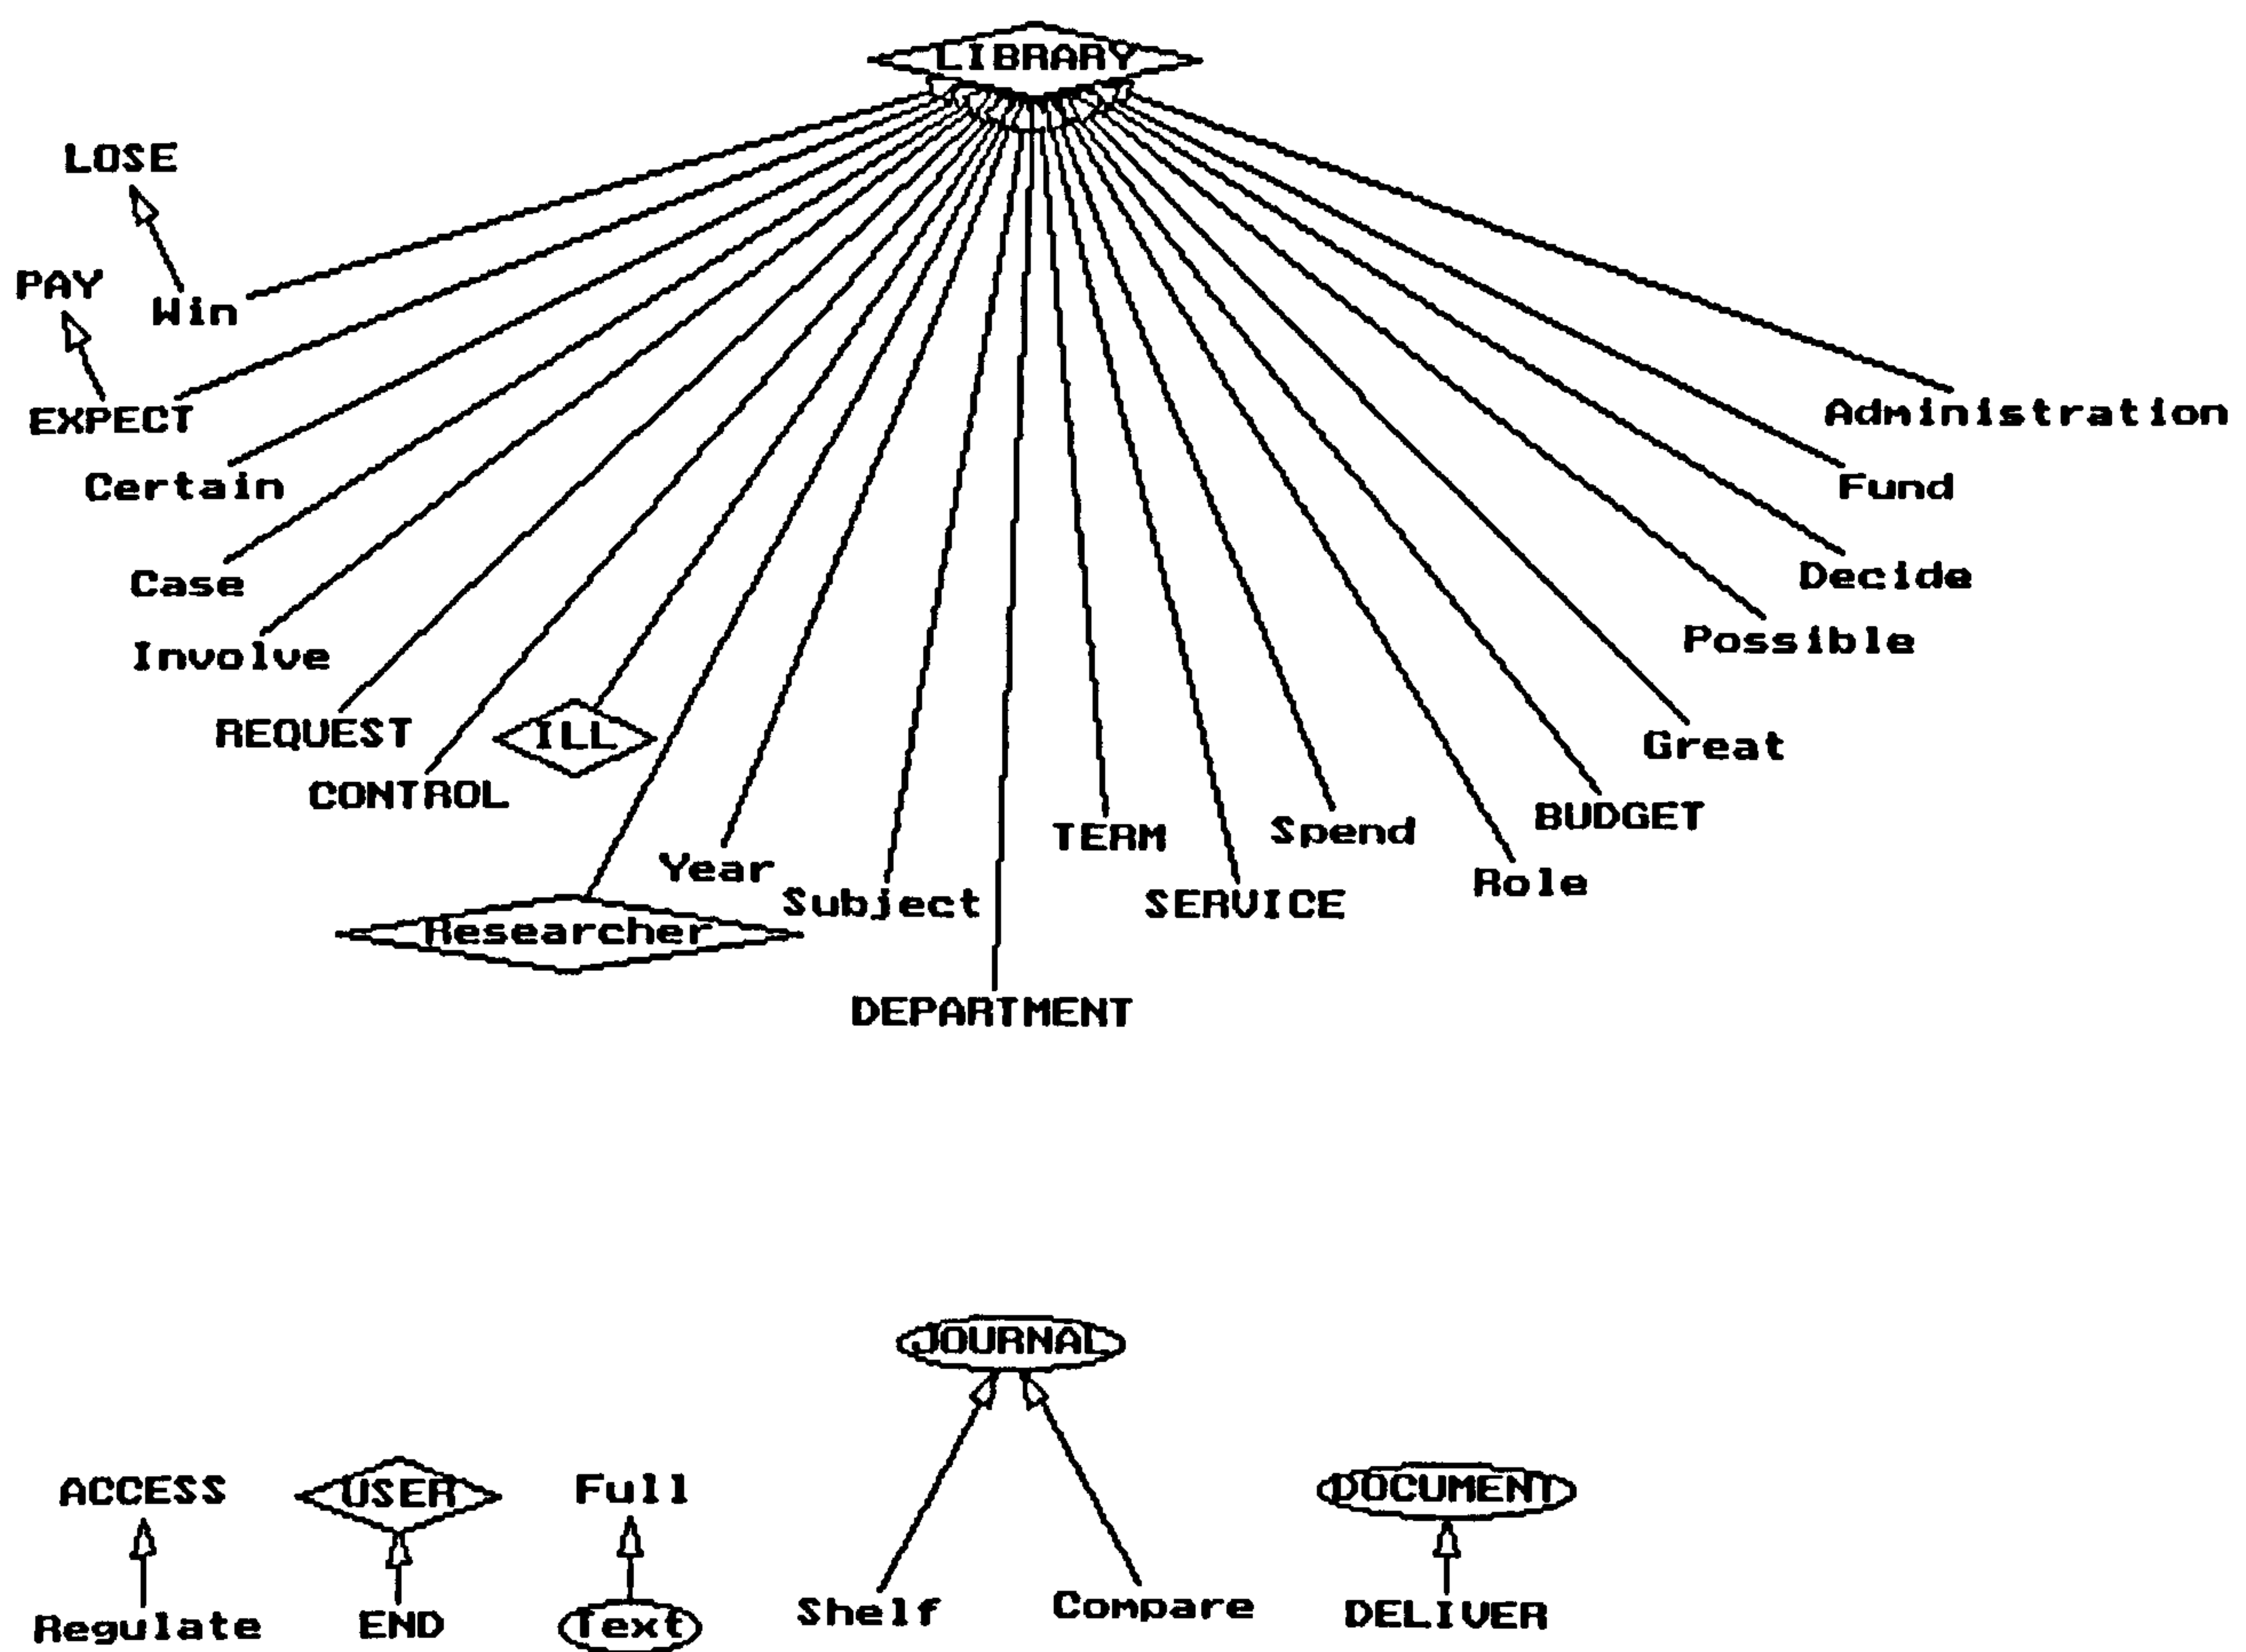 LIBRARY
LOSE
PAY
Win
EXPECT
Administration
Certain
Fund
Case
Decide
Involve
Possible
REQUEST
ILL
Great
CONTROL
TERM
Spend
BUDGET
Year
Subject
SERVICE
Role
Researcher
DEPARTMENT
JOURNAL
ACCESS
USER
Full
DOCUMENT
Shelf
Compare
DELIVER
Regulate
END
Text